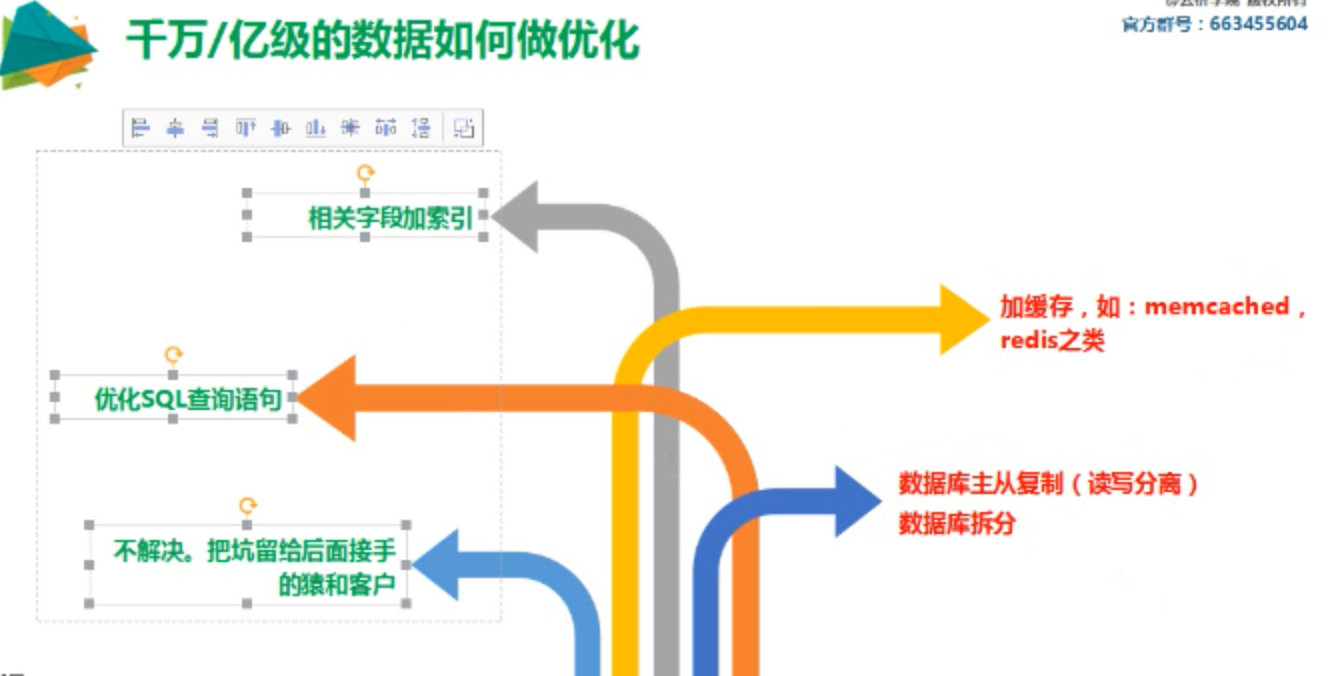 千万/亿级的数据如何做优化
官方群号：663455604
相关字段加索引
加缓存，如：memcached，
redis之类
优化SQL查询语句
数据库主从复制（读写分离）
数据库拆分
不解决。把坑留给后面接手
的猿和客户